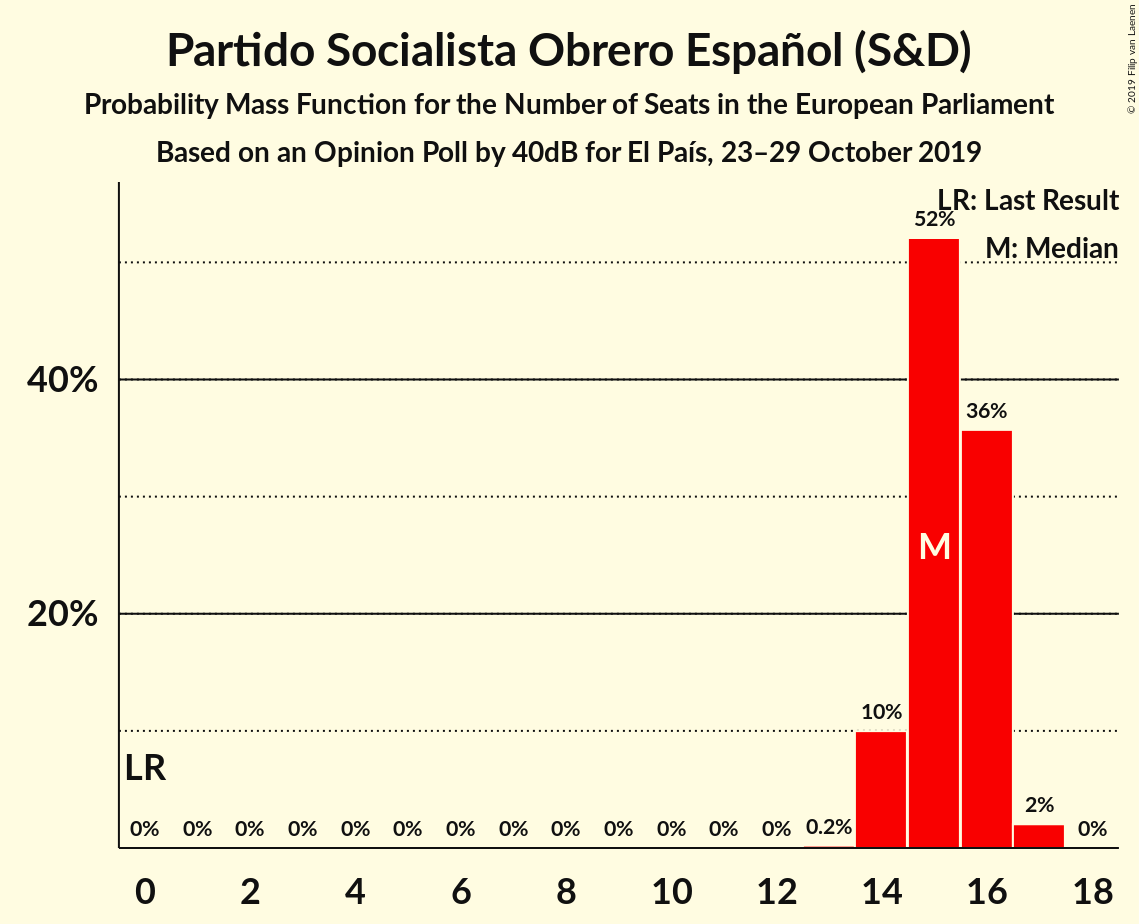 Partido Socialista Obrero Español (S&D)
Probability Mass Function for the Number of Seats in the European Parliament
Based on an Opinion Poll by 40dB for El País, 23–29 October 2019
© 2019 Filip van Laenen
LR: Last Result
52%
M: Median
40%
36%
M
20%
10%
LR
2%
0% 0% 0% 0% 0% 0% 0% 0% 0% 0% 0% 0% 0% 0.2% 0%
0 2 4 6 8 10 12 14 16 18